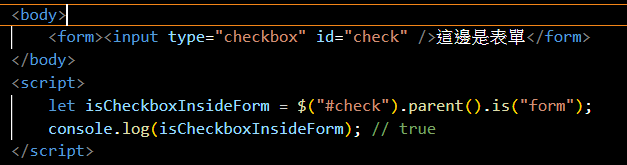 <body>
<form><input type="checkbox" id="check" />這邊是表單</form>
</body>
<script>
let isCheckboxInsideForm = $("#check").parent().is("form");
console.log(isCheckboxInsideForm); // true
</script>